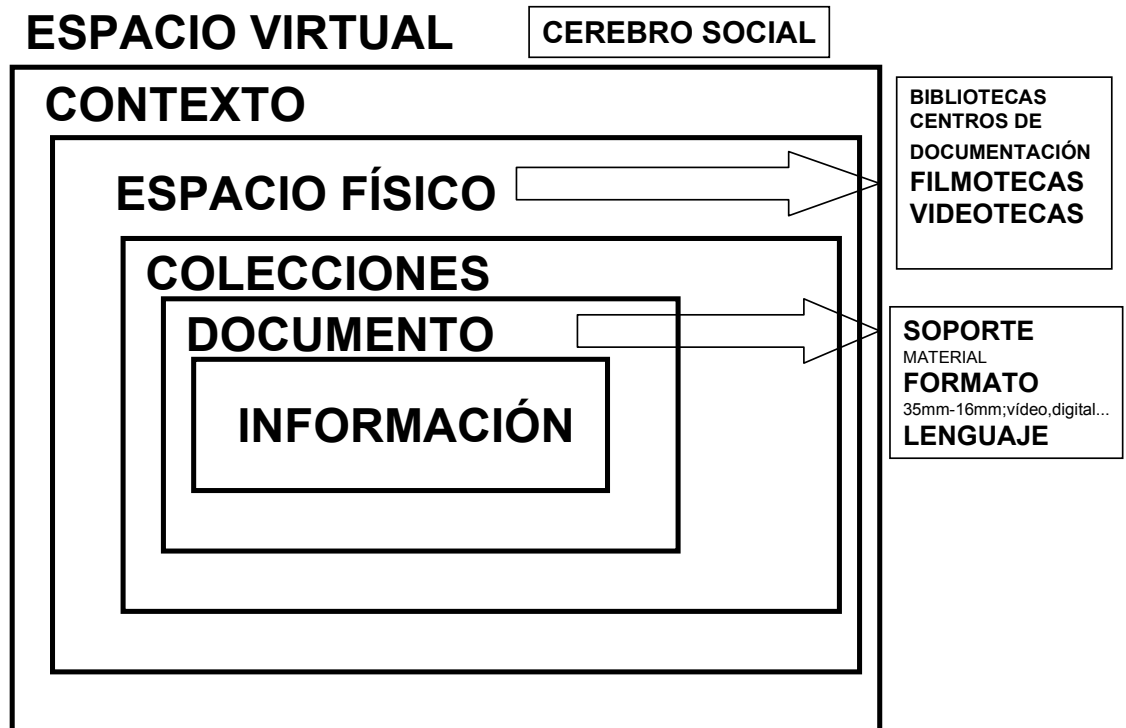 ESPACIO VIRTUAL
CEREBRO SOCIAL
CONTEXTO
ESPACIO FÍSICO
COLECCIONES
DOCUMENTO
INFORMACIÓN
BIBLIOTECAS
CENTROS DE
DOCUMENTACIÓN
FILMOTECAS
VIDEOTECAS
SOPORTE
MATERIAL
FORMATO
35mm-16mm;vídeo,digital...
LENGUAJE